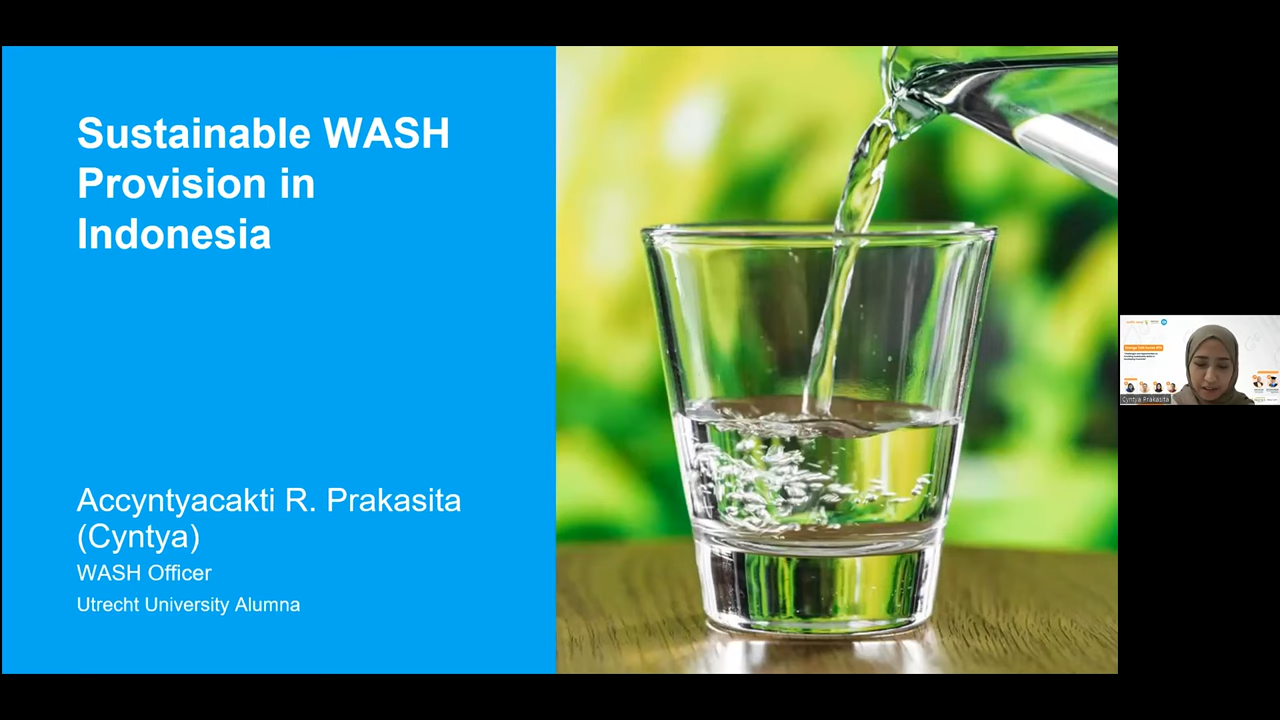 Sustainable WASH
Provision in
Indonesia
Accyntyacakti R. Prakasita
(Cyntya)
WASH Officer
Utrecht University Alumna
Cyntya Prakasita